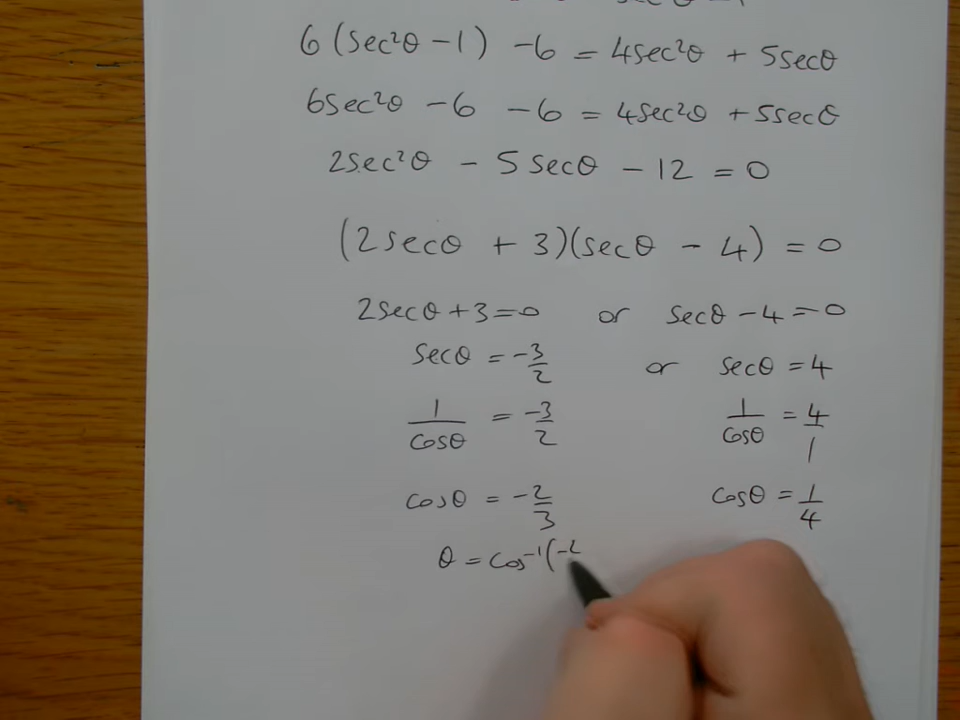 6(sec²θ - 1) - 6 = 4sec²θ + 5secθ
6sec²θ - 6 - 6 = 4sec²θ + 5secθ
2sec²θ - 5secθ - 12 = 0
(2secθ + 3)(secθ - 4) = 0
2secθ + 3 = 0 or secθ - 4 = 0
secθ = -3/2 or secθ = 4
1/cosθ = -3/2 1/cosθ = 4/1
cosθ = -2/3 cosθ = 1/4
θ = cos⁻¹(-2